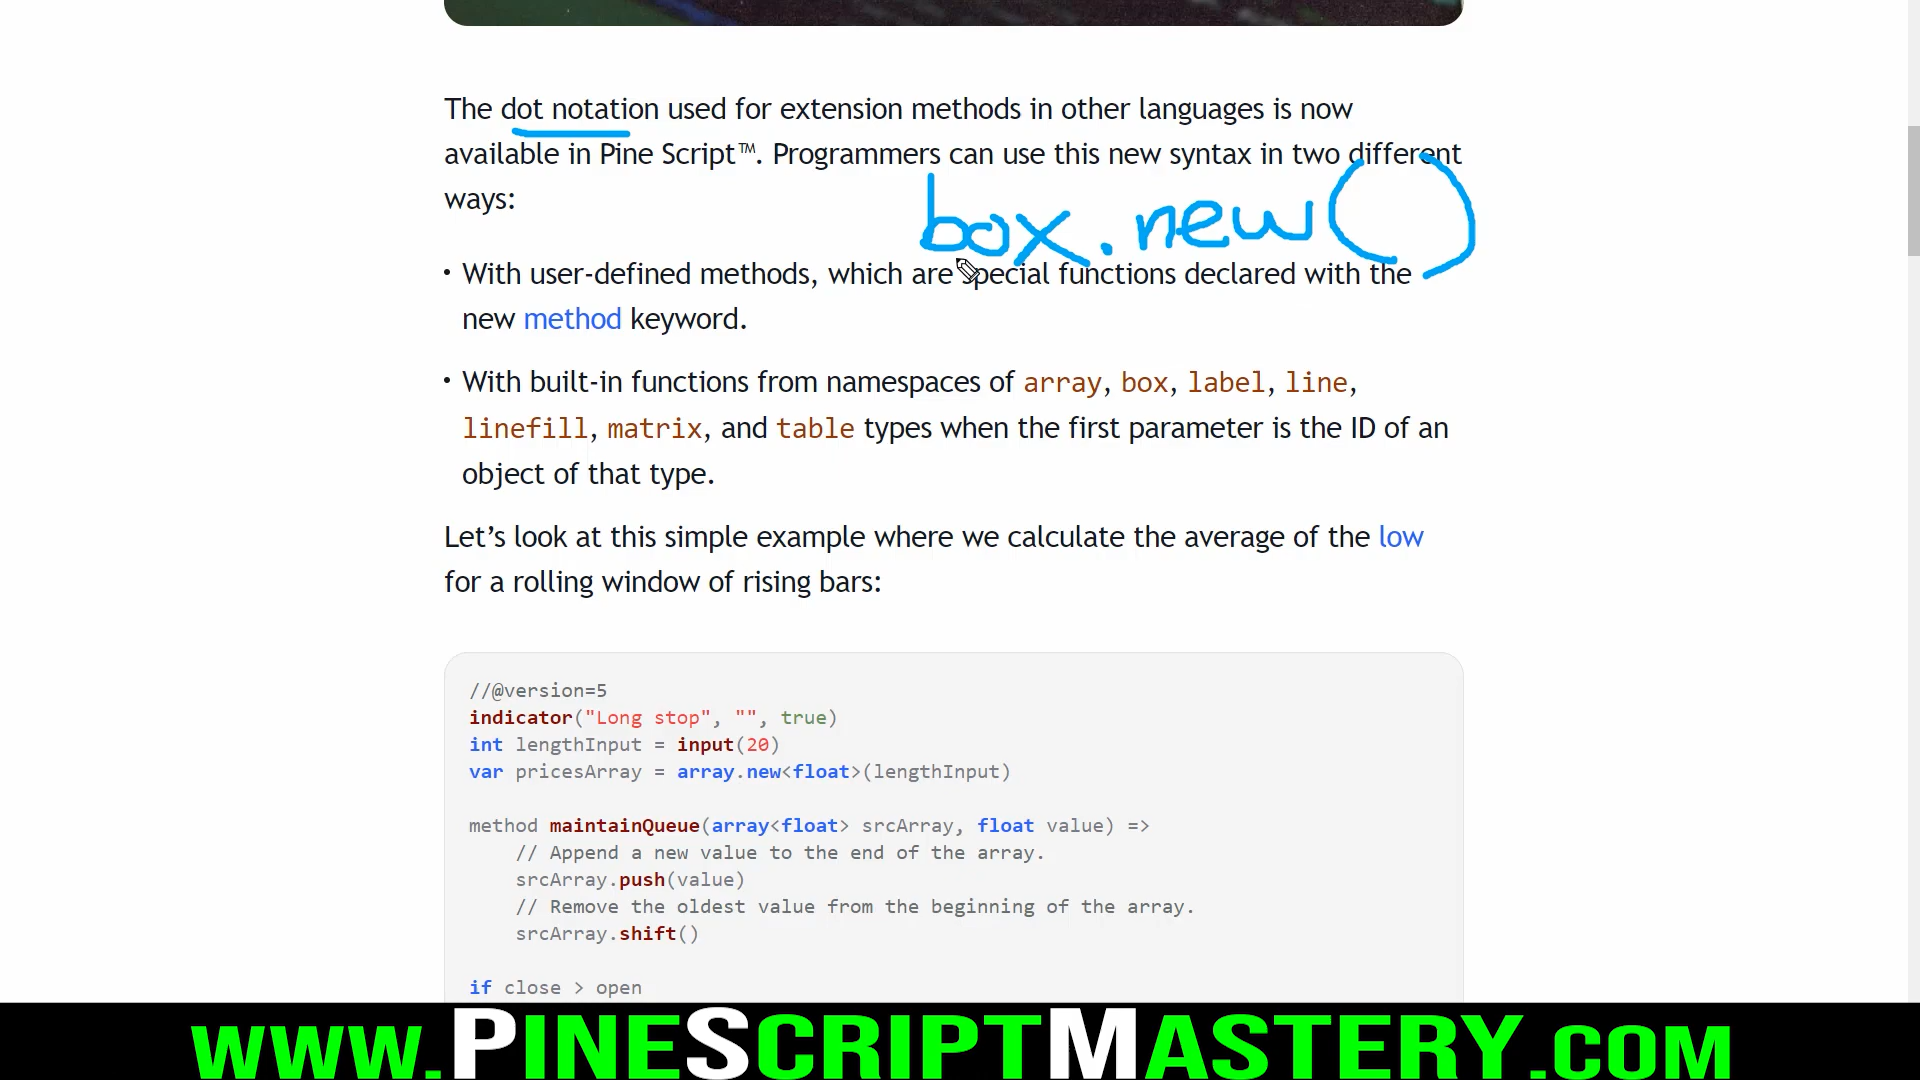 The dot notation used for extension methods in other languages is now
available in Pine Script™. Programmers can use this new syntax in two different
ways:
box.new()
• With user-defined methods, which are special functions declared with the
new method keyword.
• With built-in functions from namespaces of array, box, label, line,
linefill, matrix, and table types when the first parameter is the ID of an
object of that type.
Let’s look at this simple example where we calculate the average of the low
for a rolling window of rising bars:
//@version=5
indicator("Long stop", "", true)
int lengthInput = input(20)
var pricesArray = array.new<float>(lengthInput)
method maintainQueue(array<float> srcArray, float value) =>
    // Append a new value to the end of the array.
    srcArray.push(value)
    // Remove the oldest value from the beginning of the array.
    srcArray.shift()
if close > open
www.PineScriptMastery.com